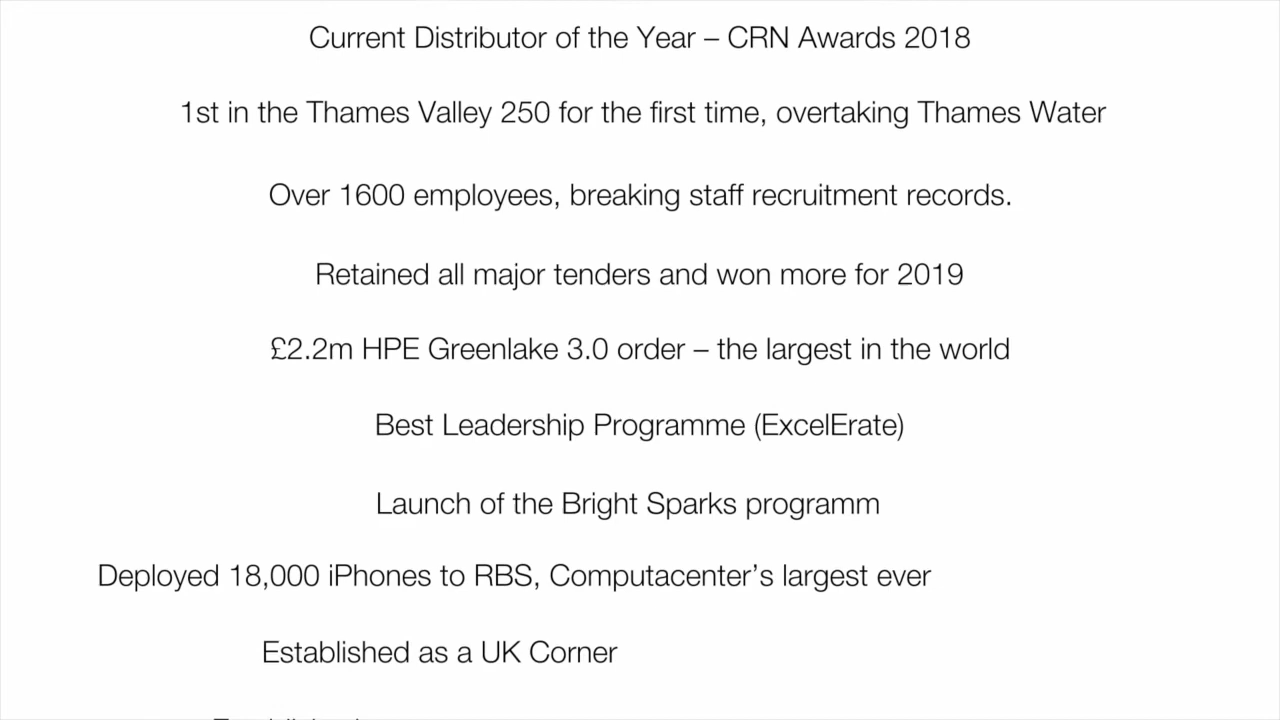 Current Distributor of the Year – CRN Awards 2018
1st in the Thames Valley 250 for the first time, overtaking Thames Water
Over 1600 employees, breaking staff recruitment records.
Retained all major tenders and won more for 2019
£2.2m HPE Greenlake 3.0 order – the largest in the world
Best Leadership Programme (ExcelErate)
Launch of the Bright Sparks programm
Deployed 18,000 iPhones to RBS, Computacenter’s largest ever
Established as a UK Corner